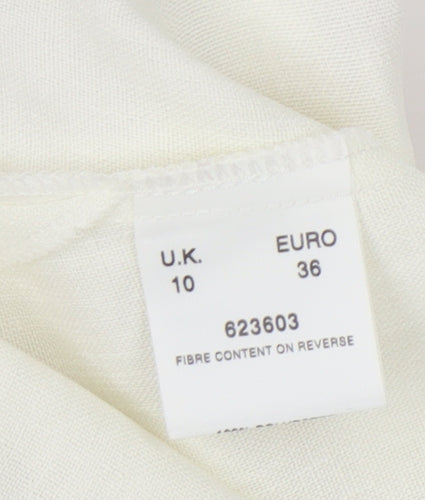 U.K. EURO
10 36
623603
FIBRE CONTENT ON REVERSE